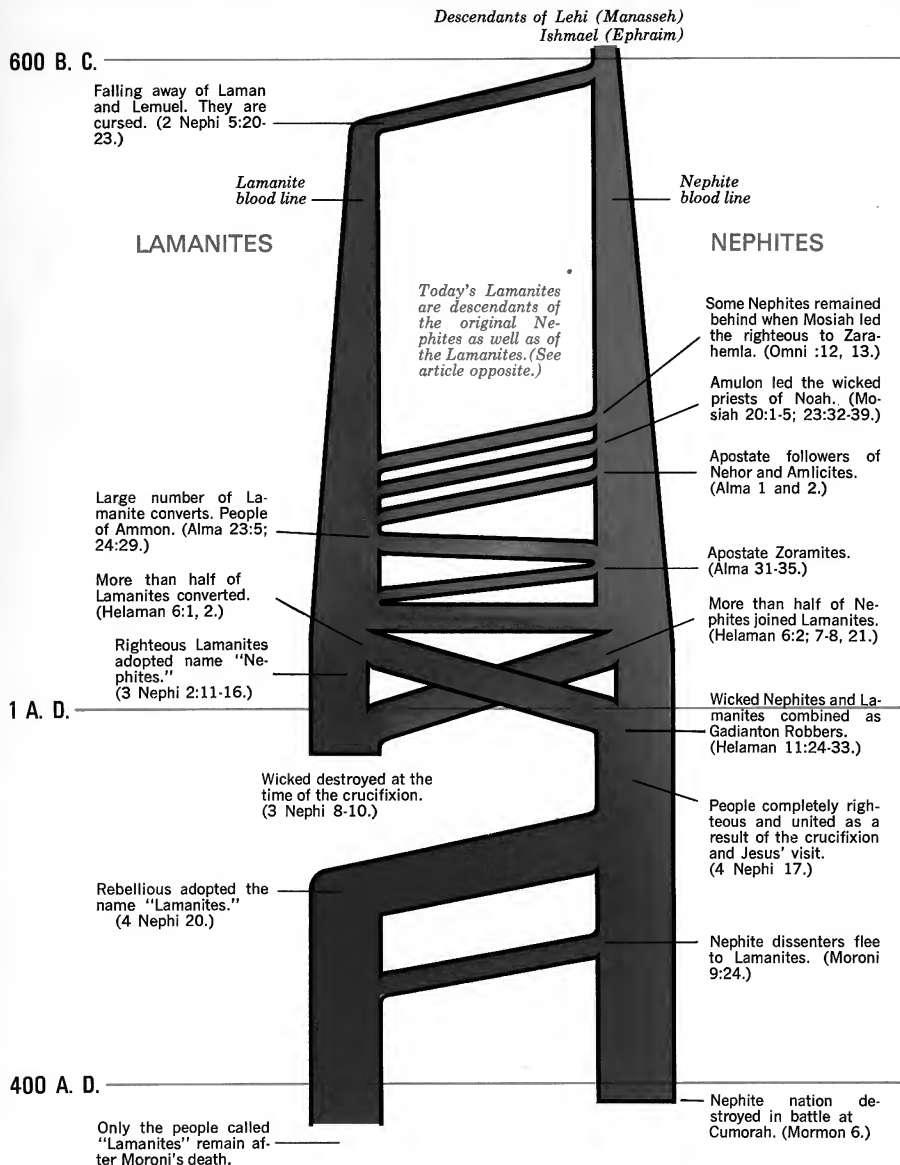 Descendants of Lehi (Manasseh)
Ishmael (Ephraim)
600 B. C.
Falling away of Laman
and Lemuel. They are
cursed. (2 Nephi 5:20-
23.)
Lamanite
blood line
Nephite
blood line
LAMANITES
NEPHITES
Today's Lamanites
are descendants of
the original Ne-
phites as well as of
the Lamanites.(See
article opposite.)
Some Nephites remained
behind when Mosiah led
the righteous to Zara-
hemla. (Omni :12, 13.)
Amulon led the wicked
priests of Noah. (Mo-
siah 20:1-5; 23:32-39.)
Apostate followers of
Nehor and Amlicites.
(Alma 1 and 2.)
Large number of La-
manite converts. People
of Ammon. (Alma 23:5;
24:29.)
Apostate Zoramites.
(Alma 31-35.)
More than half of
Lamanites converted.
(Helaman 6:1, 2.)
More than half of Ne-
phites joined Lamanites.
(Helaman 6:2; 7-8, 21.)
Righteous Lamanites
adopted name "Ne-
phites."
(3 Nephi 2:11-16.)
1 A. D.
Wicked Nephites and La-
manites combined as
Gadianton Robbers.
(Helaman 11:24-33.)
Wicked destroyed at the
time of the crucifixion.
(3 Nephi 8-10.)
People completely righ-
teous and united as a
result of the crucifixion
and Jesus' visit.
(4 Nephi 17.)
Rebellious adopted the
name "Lamanites."
(4 Nephi 20.)
Nephite dissenters flee
to Lamanites. (Moroni
9:24.)
400 A. D.
Nephite nation de-
stroyed in battle at
Cumorah. (Mormon 6.)
Only the people called
"Lamanites" remain af-
ter Moroni's death.